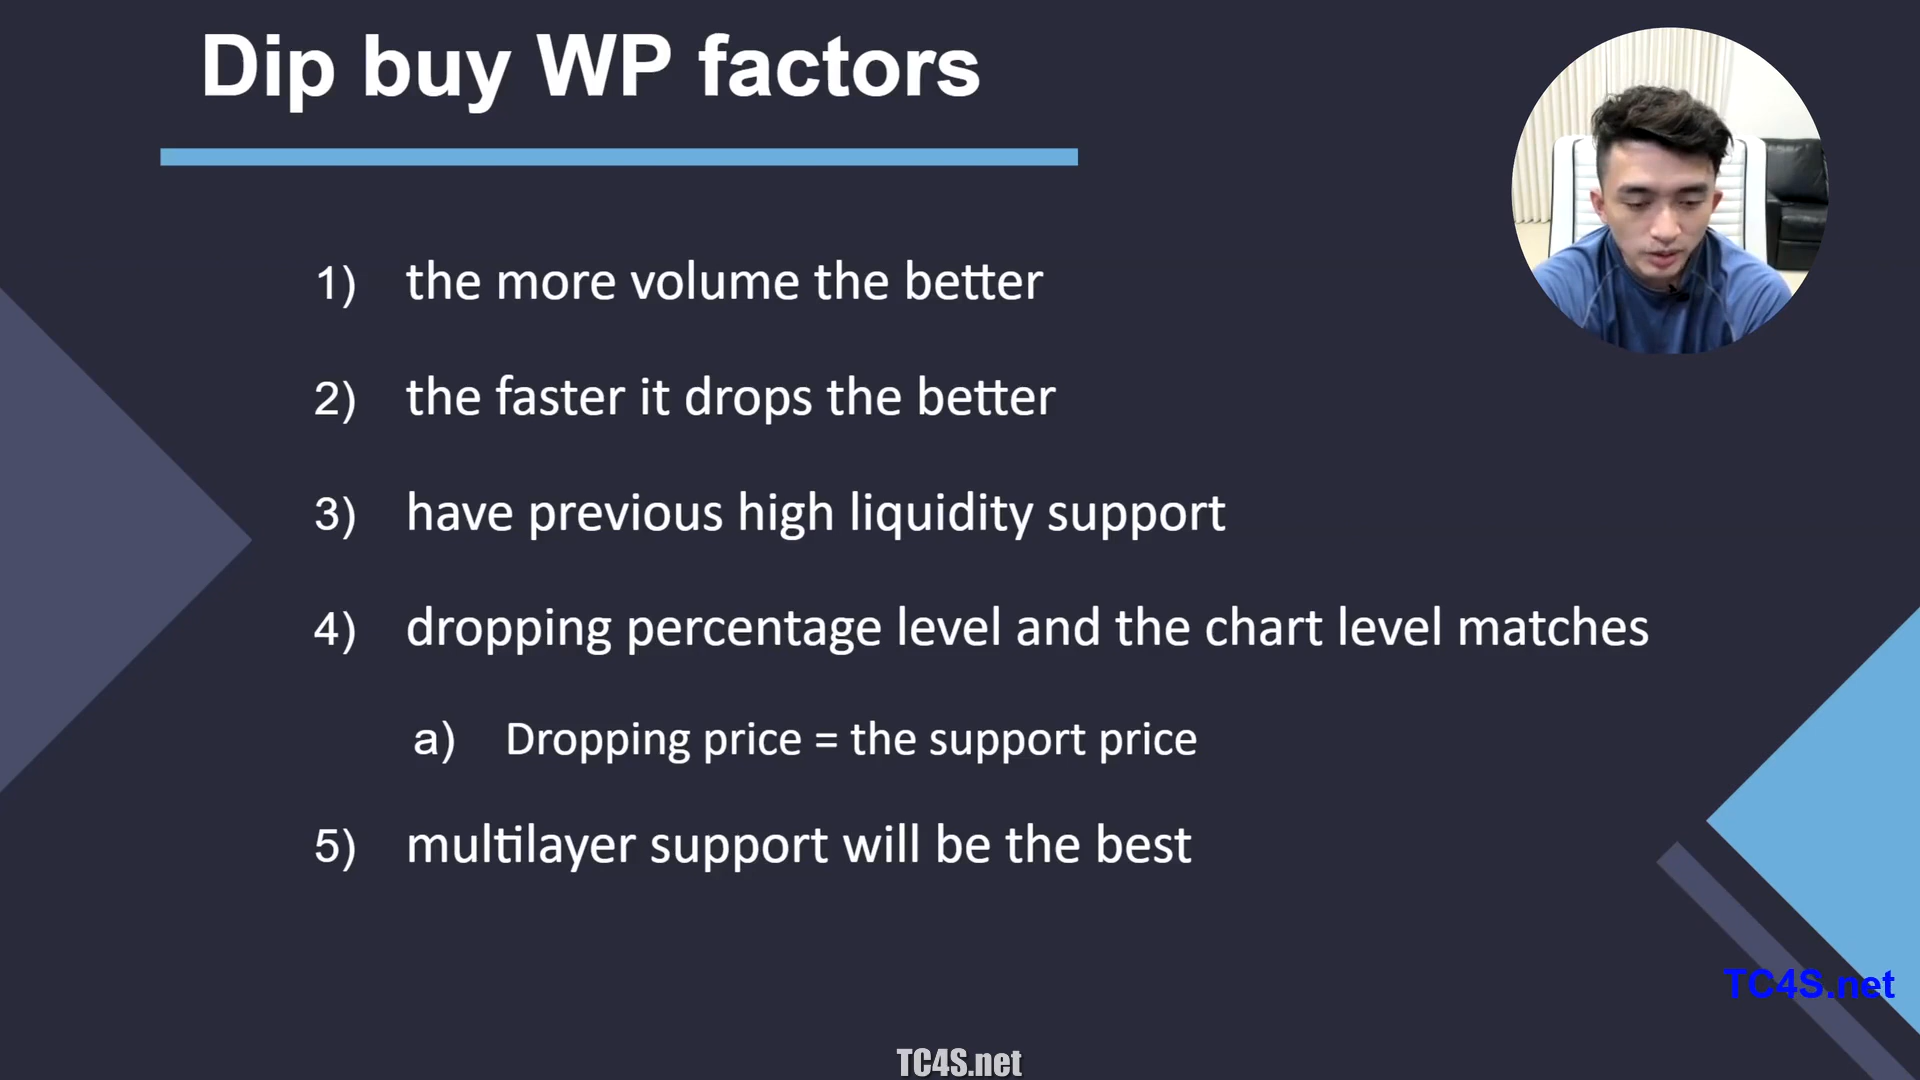 Dip buy WP factors
1) the more volume the better
2) the faster it drops the better
3) have previous high liquidity support
4) dropping percentage level and the chart level matches
a) Dropping price = the support price
5) multilayer support will be the best
TC4S.net
TC4S.net